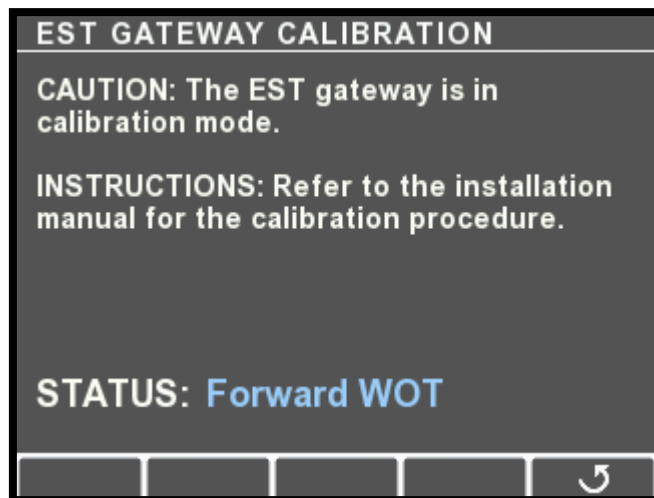 EST GATEWAY CALIBRATION
CAUTION: The EST gateway is in
calibration mode.
INSTRUCTIONS: Refer to the installation
manual for the calibration procedure.
STATUS: Forward WOT